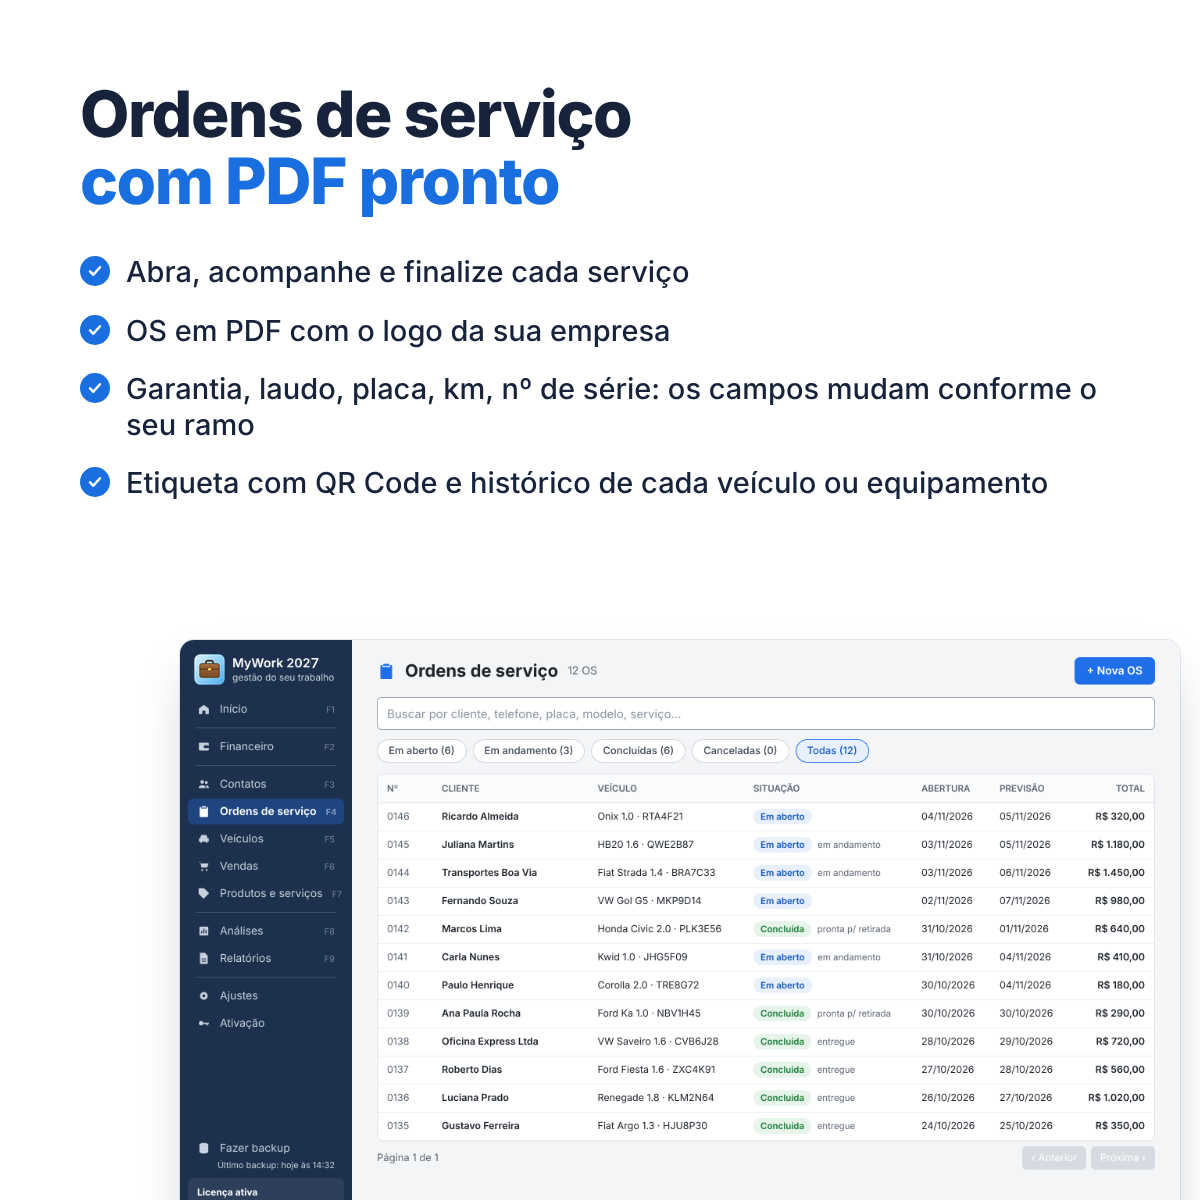 Ordens de serviço
com PDF pronto
Abra, acompanhe e finalize cada serviço
OS em PDF com o logo da sua empresa
Garantia, laudo, placa, km, nº de série: os campos mudam conforme o
seu ramo
Etiqueta com QR Code e histórico de cada veículo ou equipamento
MyWork 2027
gestão do seu trabalho
Início F1
Financeiro F2
Contatos F3
Ordens de serviço F4
Veículos F5
Vendas F6
Produtos e serviços F7
Análises F8
Relatórios F9
Ajustes
Ativação
Fazer backup
Último backup: hoje às 14:32
Licença ativa
Ordens de serviço 12 OS
+ Nova OS
Buscar por cliente, telefone, placa, modelo, serviço...
Em aberto (6) Em andamento (3) Concluídas (6) Canceladas (0) Todas (12)
Nº CLIENTE VEÍCULO SITUAÇÃO ABERTURA PREVISÃO TOTAL
0146 Ricardo Almeida Onix 1.0 · RTA4F21 Em aberto 04/11/2026 05/11/2026 R$ 320,00
0145 Juliana Martins HB20 1.6 · QWE2B87 Em aberto em andamento 03/11/2026 05/11/2026 R$ 1.180,00
0144 Transportes Boa Via Fiat Strada 1.4 · BRA7C33 Em aberto em andamento 03/11/2026 06/11/2026 R$ 1.450,00
0143 Fernando Souza VW Gol G5 · MKP9D14 Em aberto 02/11/2026 07/11/2026 R$ 980,00
0142 Marcos Lima Honda Civic 2.0 · PLK3E56 Concluída pronta p/ retirada 31/10/2026 01/11/2026 R$ 640,00
0141 Carla Nunes Kwid 1.0 · JHG5F09 Em aberto em andamento 31/10/2026 04/11/2026 R$ 410,00
0140 Paulo Henrique Corolla 2.0 · TRE8G72 Em aberto 30/10/2026 04/11/2026 R$ 180,00
0139 Ana Paula Rocha Ford Ka 1.0 · NBV1H45 Concluída pronta p/ retirada 30/10/2026 30/10/2026 R$ 290,00
0138 Oficina Express Ltda VW Saveiro 1.6 · CVB6J28 Concluída entregue 28/10/2026 29/10/2026 R$ 720,00
0137 Roberto Dias Ford Fiesta 1.6 · ZXC4K91 Concluída entregue 27/10/2026 28/10/2026 R$ 560,00
0136 Luciana Prado Renegade 1.8 · KLM2N64 Concluída entregue 26/10/2026 27/10/2026 R$ 1.020,00
0135 Gustavo Ferreira Fiat Argo 1.3 · HJU8P30 Concluída entregue 24/10/2026 25/10/2026 R$ 350,00
Página 1 de 1
‹ Anterior Próxima ›